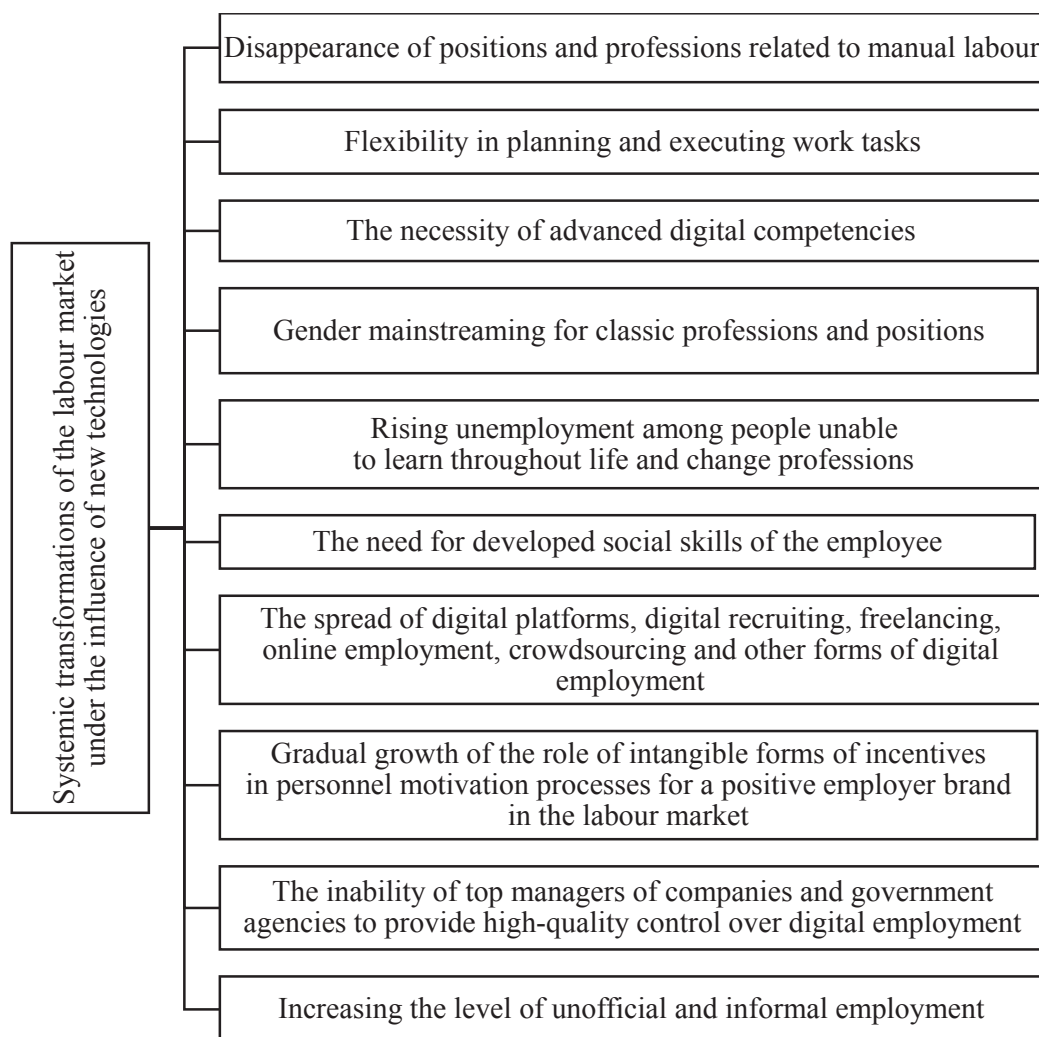 Systemic transformations of the labour market
under the influence of new technologies
Disappearance of positions and professions related to manual labour
Flexibility in planning and executing work tasks
The necessity of advanced digital competencies
Gender mainstreaming for classic professions and positions
Rising unemployment among people unable
to learn throughout life and change professions
The need for developed social skills of the employee
The spread of digital platforms, digital recruiting, freelancing,
online employment, crowdsourcing and other forms of digital
employment
Gradual growth of the role of intangible forms of incentives
in personnel motivation processes for a positive employer brand
in the labour market
The inability of top managers of companies and government
agencies to provide high-quality control over digital employment
Increasing the level of unofficial and informal employment